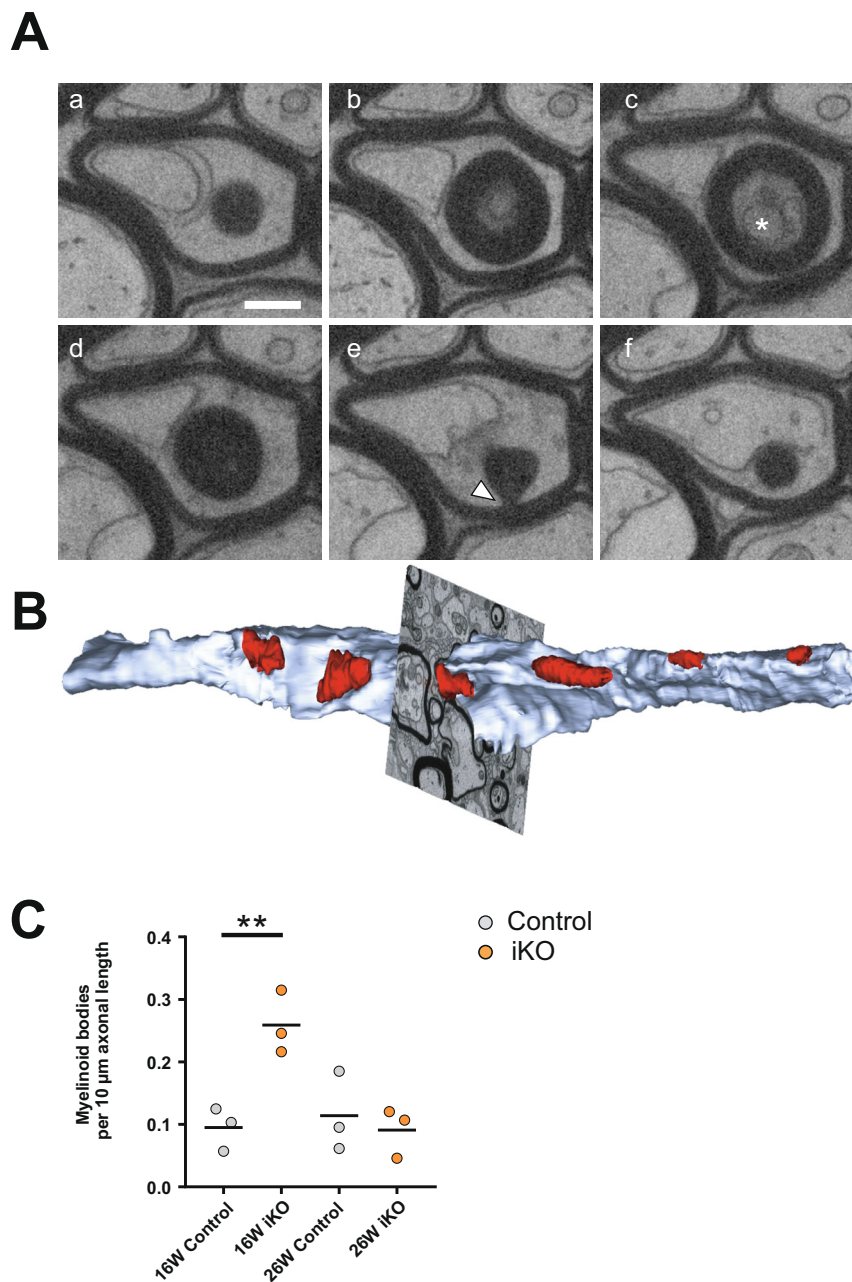 A
a
b
c
*
d
e
f
B
C
**
Control
iKO
Myelinoid bodies
per 10 µm axonal length
0.4
0.3
0.2
0.1
0.0
16W Control
16W iKO
26W Control
26W iKO